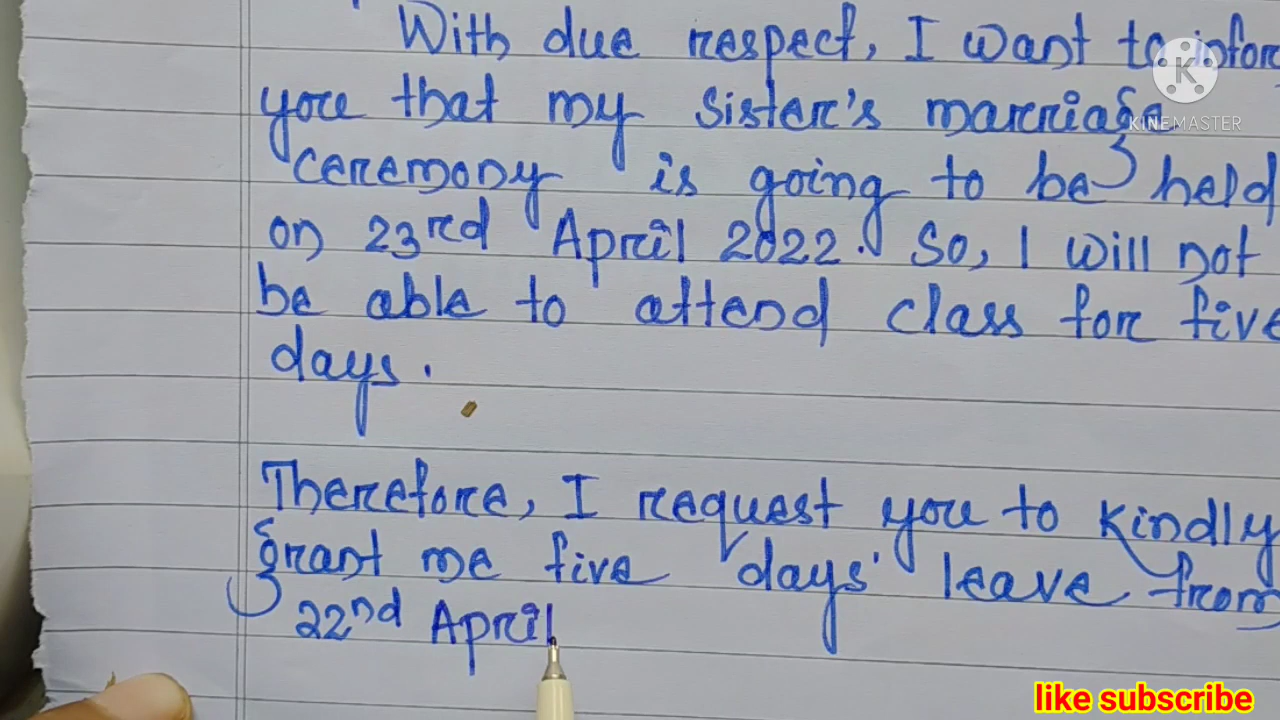 With due respect, I want to infor
you that my sister's marriage
ceremony is going to be held
on 23rd April 2022. So, I will not
be able to attend class for five
days.
Therefore, I request you to kindly
grant me five days' leave from
22nd April
K
KINEMASTER
like subscribe